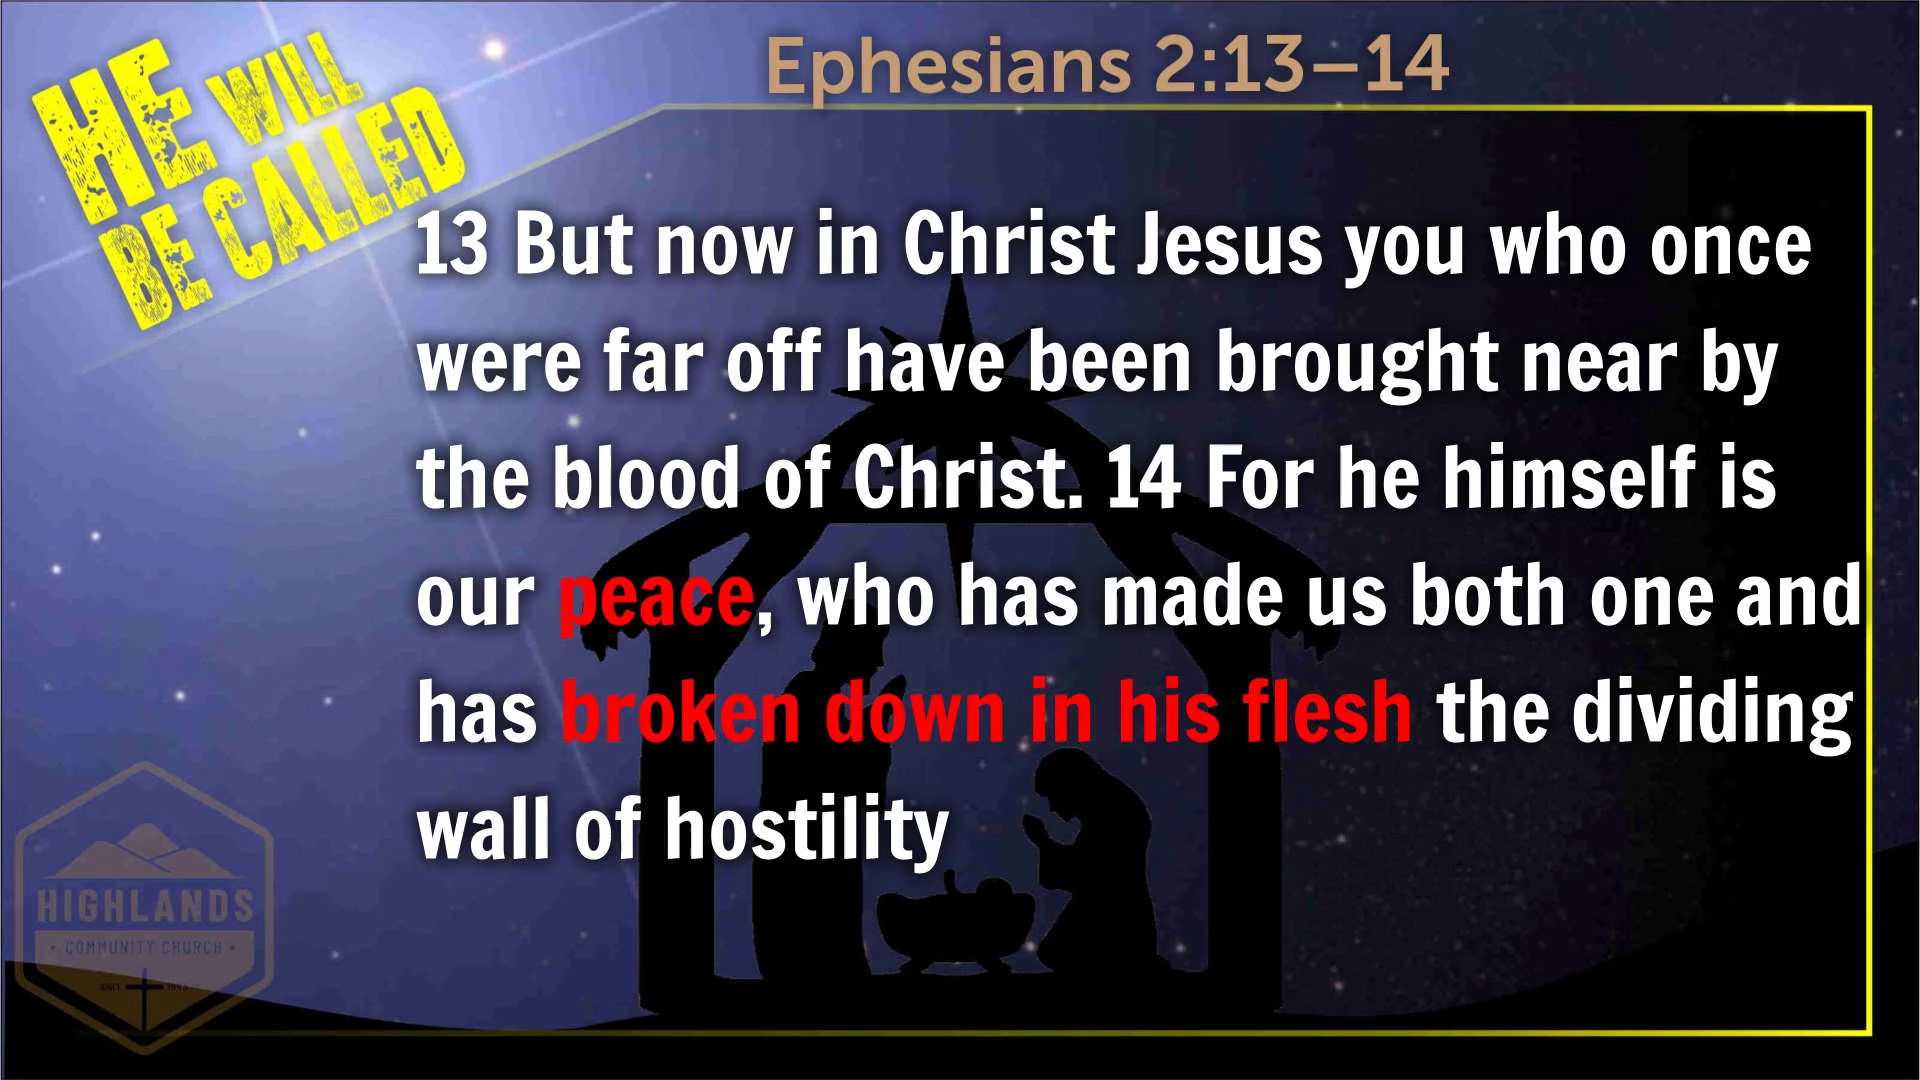 HE WILL
BE CALLED
Ephesians 2:13–14
13 But now in Christ Jesus you who once
were far off have been brought near by
the blood of Christ. 14 For he himself is
our peace, who has made us both one and
has broken down in his flesh the dividing
wall of hostility
HIGHLANDS
• COMMUNITY CHURCH •
SINCE